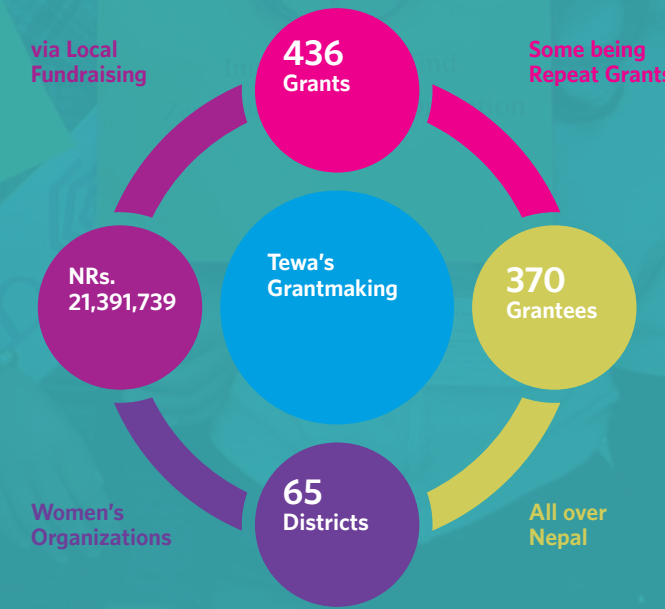 via Local
Fundraising
436
Grants
Some being
Repeat Grants
NRs.
21,391,739
Tewa's
Grantmaking
370
Grantees
Women's
Organizations
65
Districts
All over
Nepal